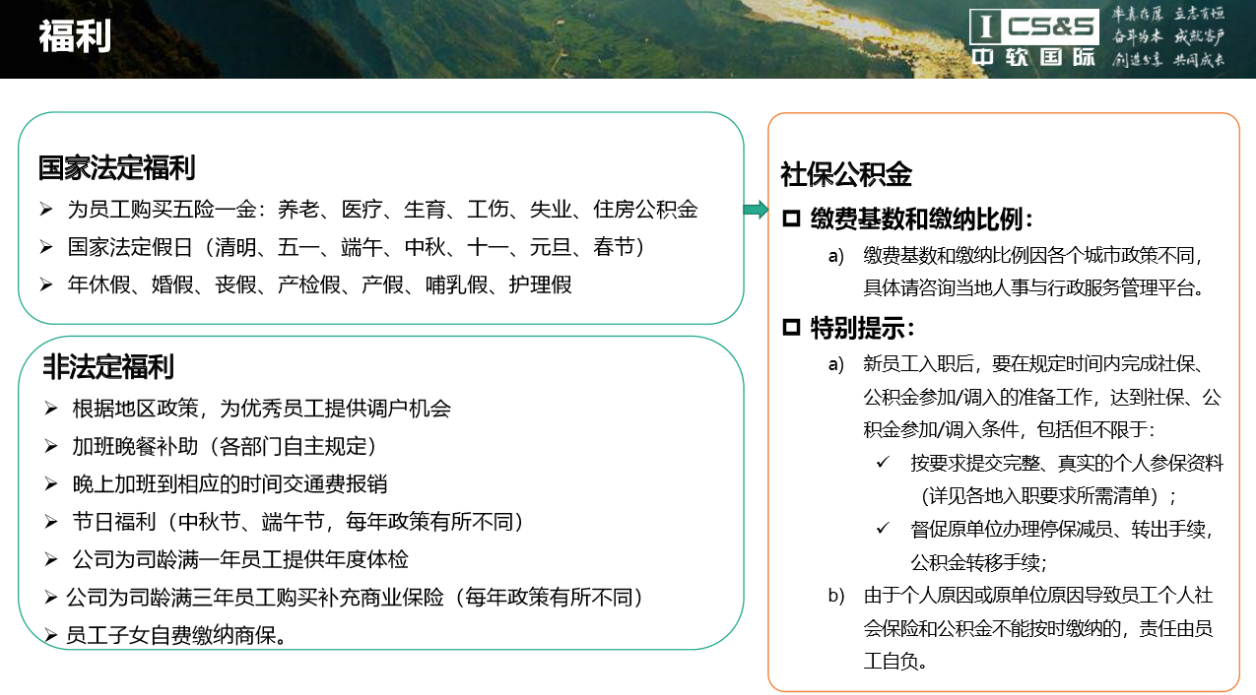 福利
I CS&S
中软国际
率真在厚 立志有恒
奋斗为本 成就客户
创造分享 共同成长
国家法定福利
➢ 为员工购买五险一金：养老、医疗、生育、工伤、失业、住房公积金
➢ 国家法定假日（清明、五一、端午、中秋、十一、元旦、春节）
➢ 年休假、婚假、丧假、产检假、产假、哺乳假、护理假
非法定福利
➢ 根据地区政策，为优秀员工提供调户机会
➢ 加班晚餐补助（各部门自主规定）
➢ 晚上加班到相应的时间交通费报销
➢ 节日福利（中秋节、端午节，每年政策有所不同）
➢ 公司为司龄满一年员工提供年度体检
➢ 公司为司龄满三年员工购买补充商业保险（每年政策有所不同）
➢ 员工子女自费缴纳商保。
社保公积金
缴费基数和缴纳比例：
a) 缴费基数和缴纳比例因各个城市政策不同，
具体请咨询当地人事与行政服务管理平台。
特别提示：
a) 新员工入职后，要在规定时间内完成社保、
公积金参加/调入的准备工作，达到社保、公
积金参加/调入条件，包括但不限于：
✓ 按要求提交完整、真实的个人参保资料
（详见各地入职要求所需清单）；
✓ 督促原单位办理停保减员、转出手续，
公积金转移手续；
b) 由于个人原因或原单位原因导致员工个人社
会保险和公积金不能按时缴纳的，责任由员
工自负。